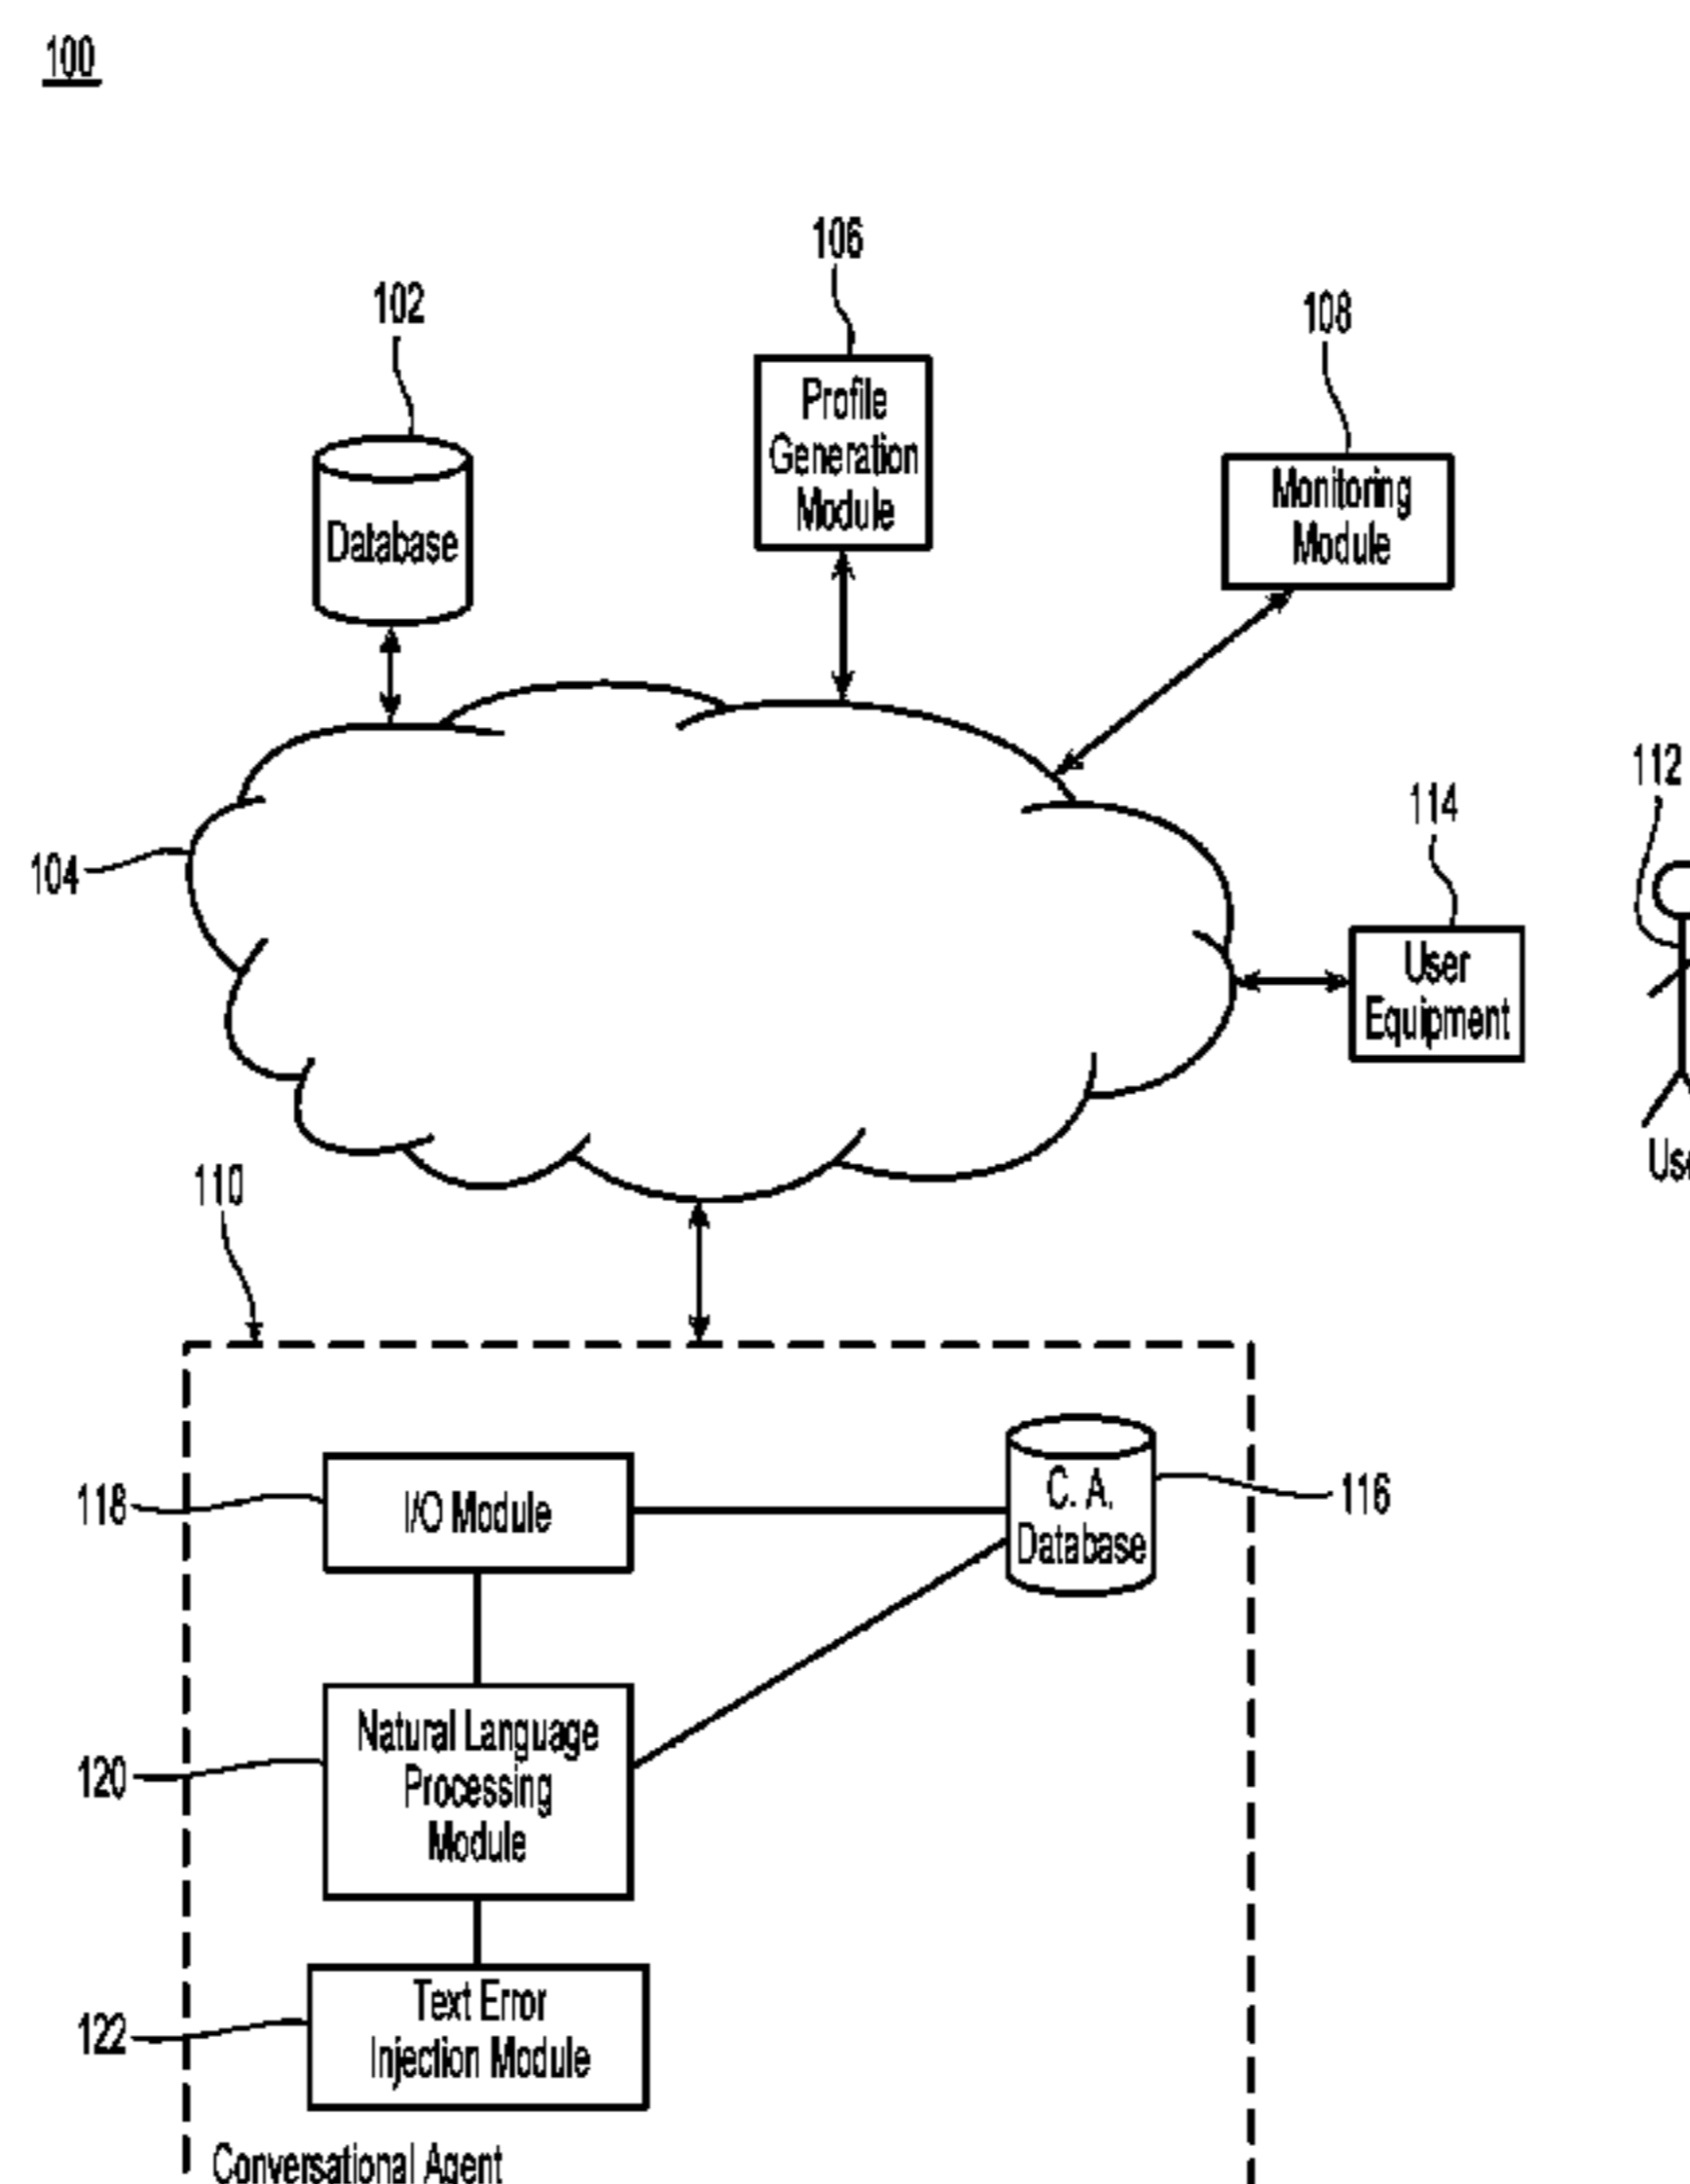 100
106
102
108
Profile
Generation
Module
Monitoring
Module
Database
112
114
104
User
Equipment
110
C. A.
Database
118
I/O Module
116
Natural Language
Processing
Module
120
Text Error
Injection Module
122
Conversational Agent